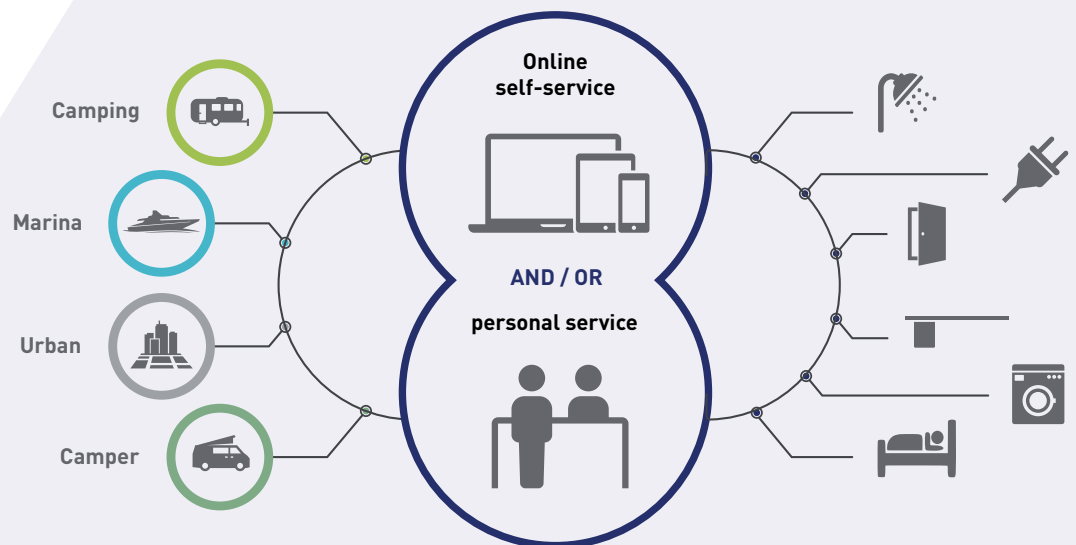 Online
self-service
Camping
Marina
AND / OR
personal service
Urban
Camper